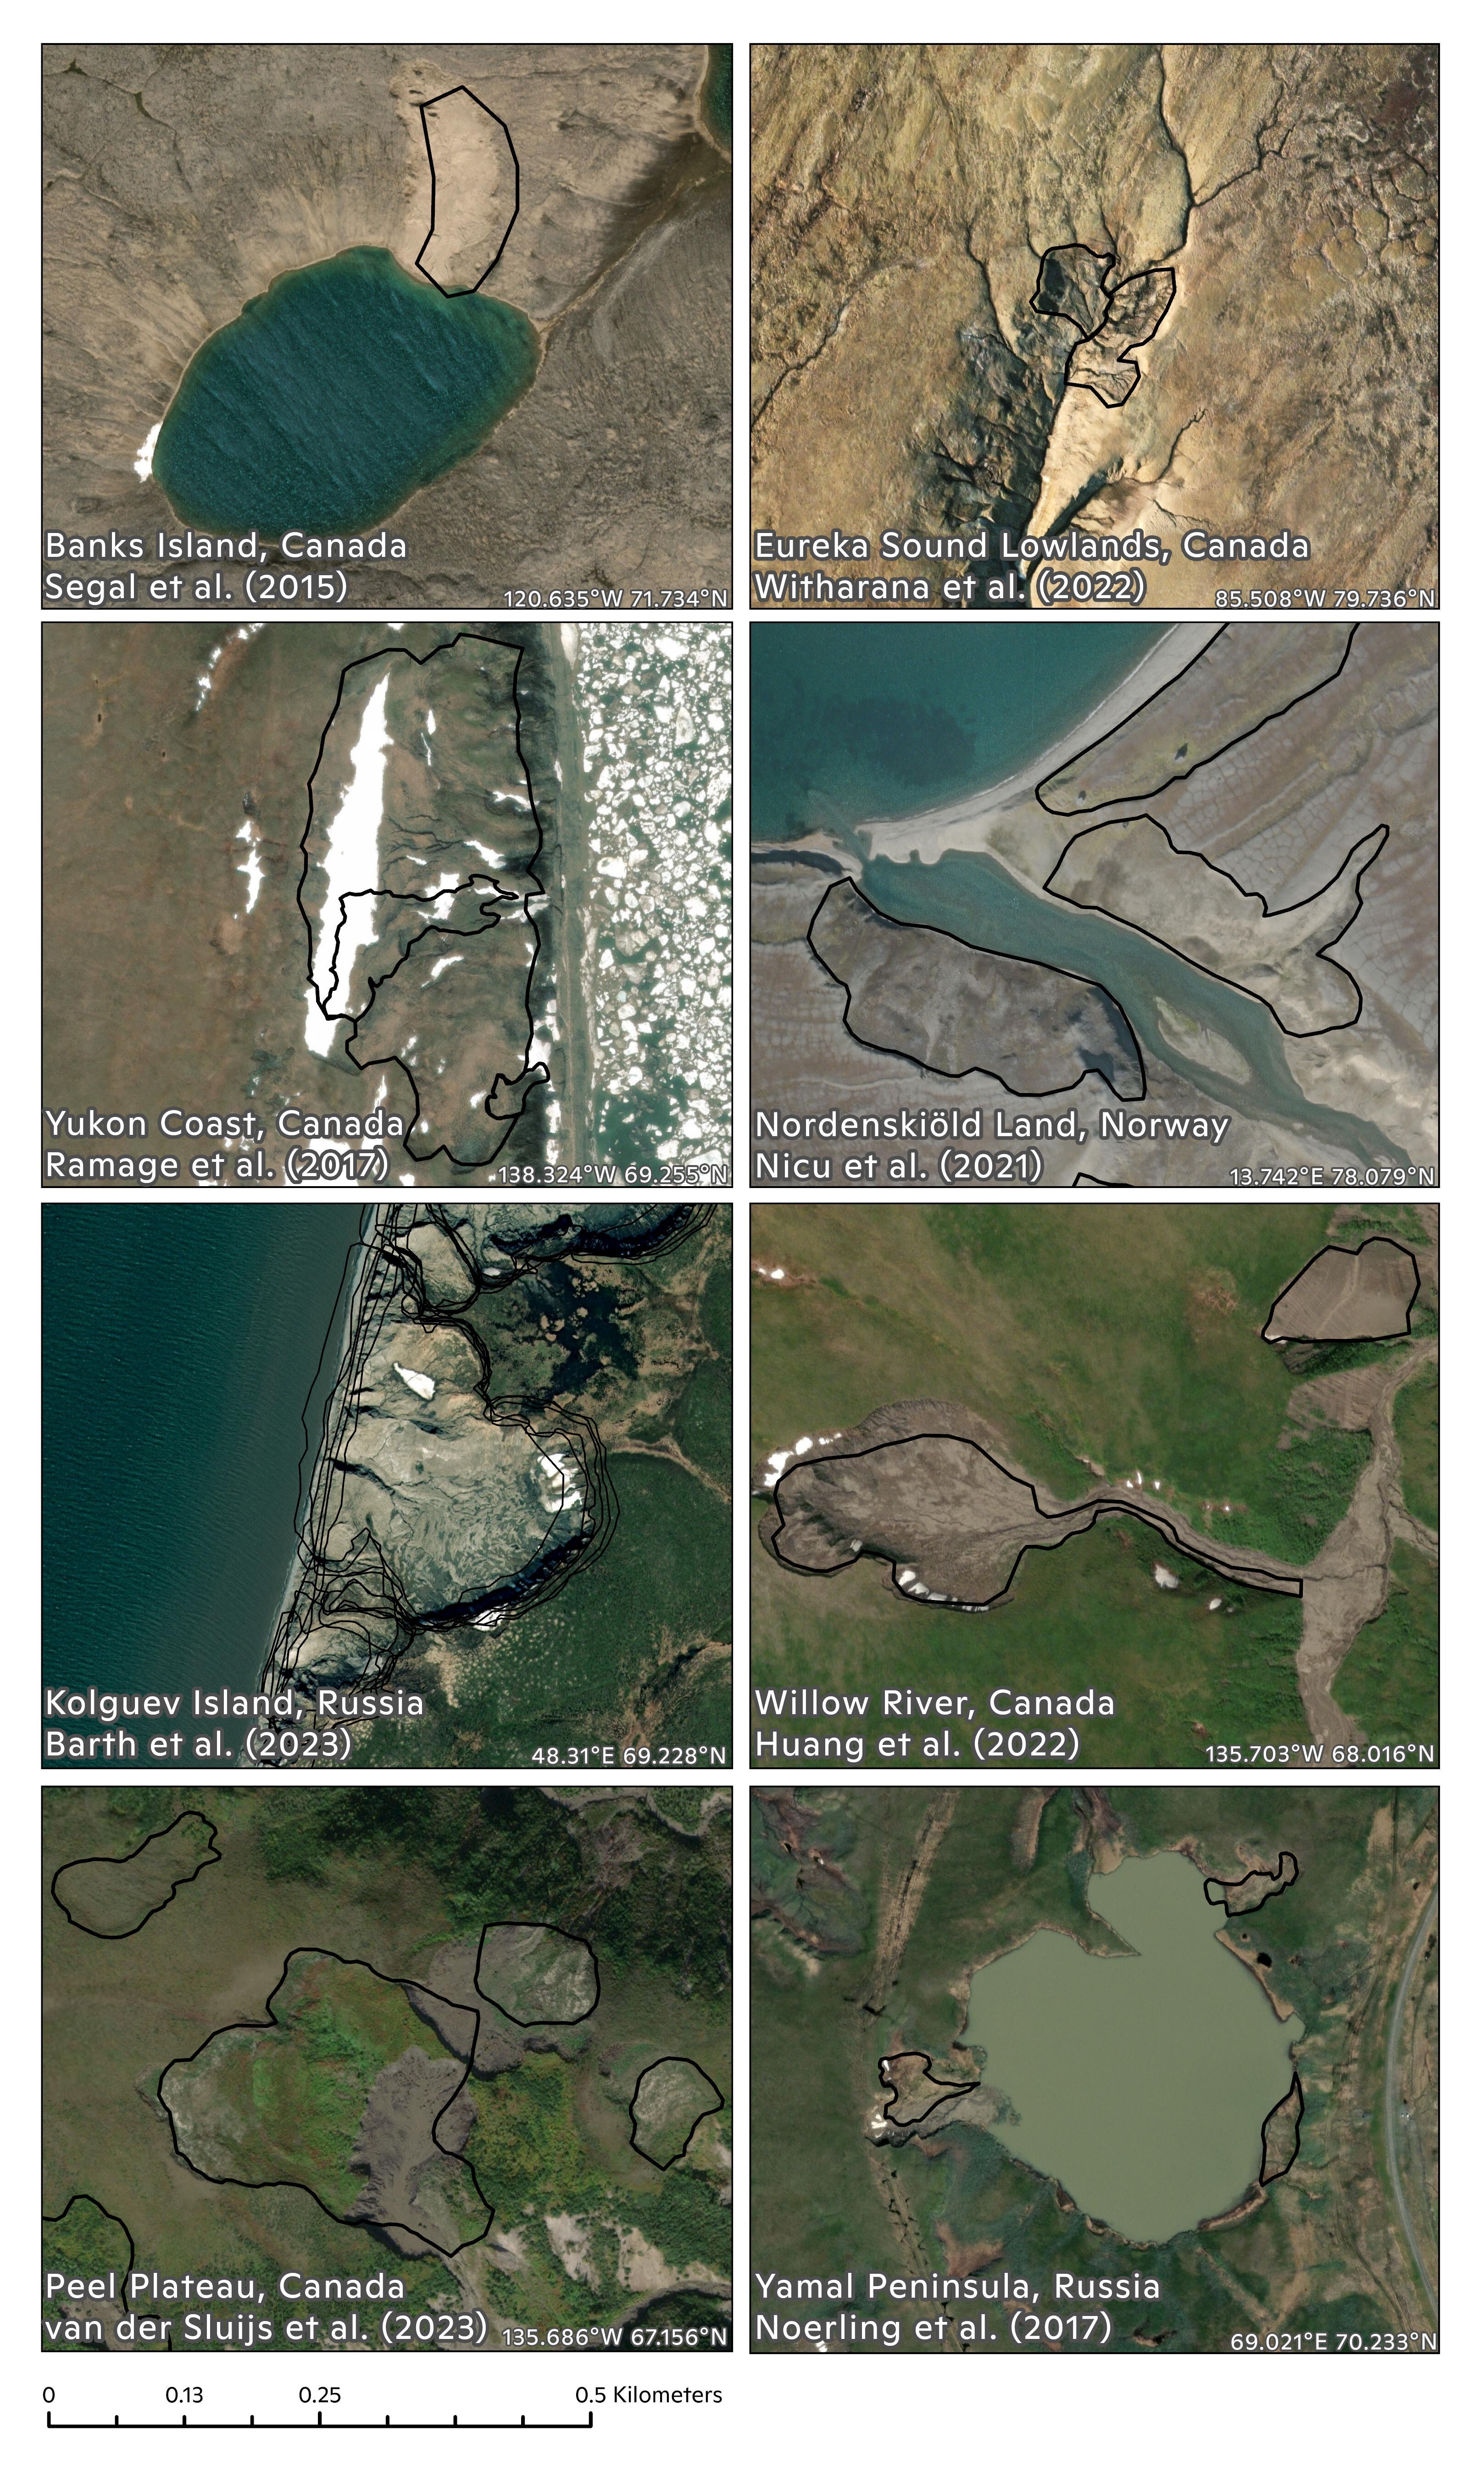 Banks Island, Canada
Segal et al. (2015)
120.635°W 71.734°N
Eureka Sound Lowlands, Canada
Witharana et al. (2022)
85.508°W 79.736°N
Yukon Coast, Canada
Ramage et al. (2017)
138.324°W 69.255°N
Nordenskiöld Land, Norway
Nicu et al. (2021)
13.742°E 78.079°N
Kolguev Island, Russia
Barth et al. (2023)
48.31°E 69.228°N
Willow River, Canada
Huang et al. (2022)
135.703°W 68.016°N
Peel Plateau, Canada
van der Sluijs et al. (2023)
135.686°W 67.156°N
Yamal Peninsula, Russia
Noerling et al. (2017)
69.021°E 70.233°N
0 0.13 0.25 0.5 Kilometers